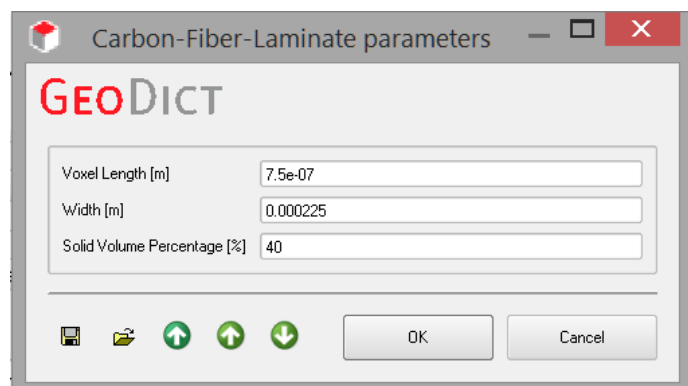 Carbon-Fiber-Laminate parameters
GEODICT
Voxel Length [m] 7.5e-07
Width [m] 0.000225
Solid Volume Percentage [%] 40
OK Cancel